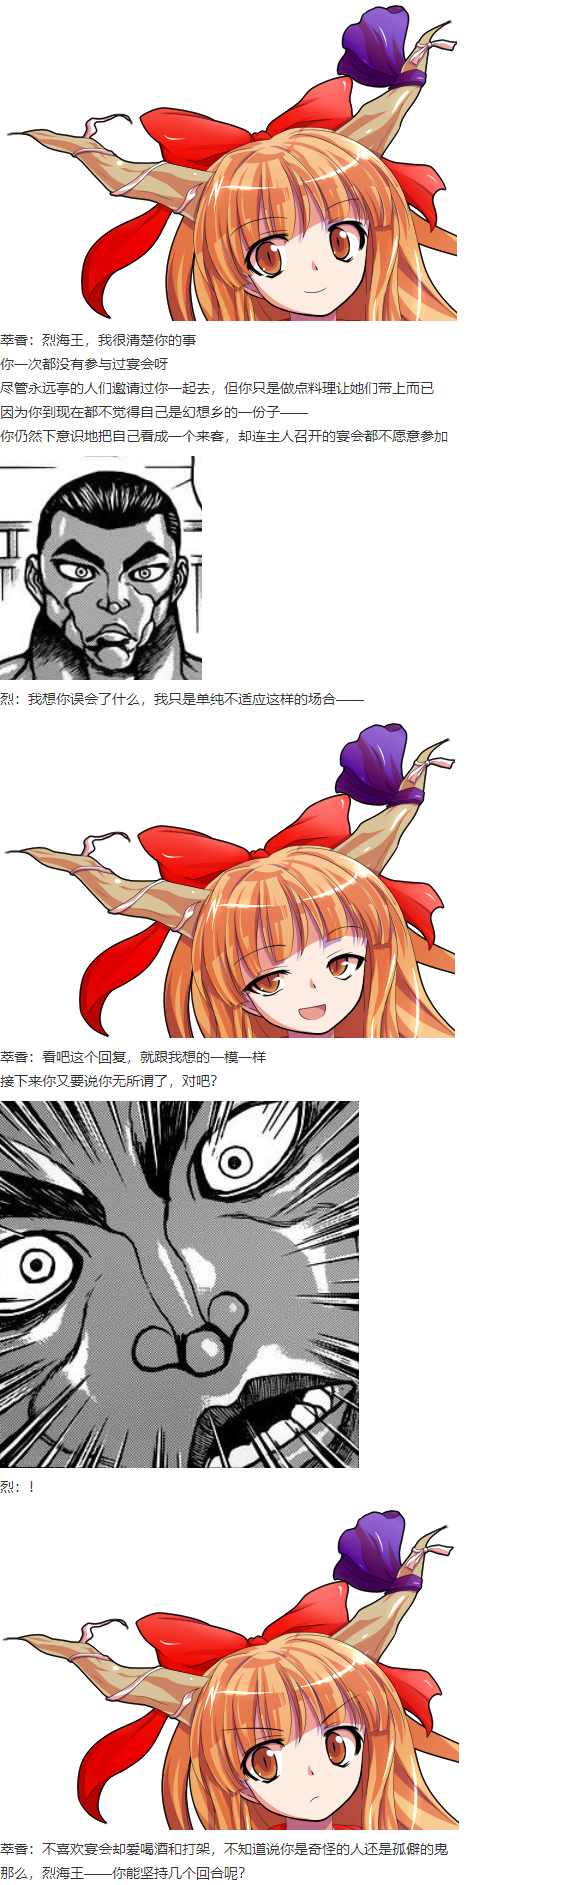 萃香：烈海王，我很清楚你的事
你一次都没有参与过宴会呀
尽管永远亭的人们邀请过你一起去，但你只是做点料理让她们带上而已
因为你到现在都不觉得自己是幻想乡的一份子——
你仍然下意识地把自己看成一个来客，却连主人召开的宴会都不愿意参加
烈：我想你误会了什么，我只是单纯不适应这样的场合——
萃香：看吧这个回复，就跟我想的一模一样
接下来你又要说你无所谓了，对吧？
烈：！
萃香：不喜欢宴会却爱喝酒和打架，不知道说你是奇怪的人还是孤僻的鬼
那么，烈海王——你能坚持几个回合呢？